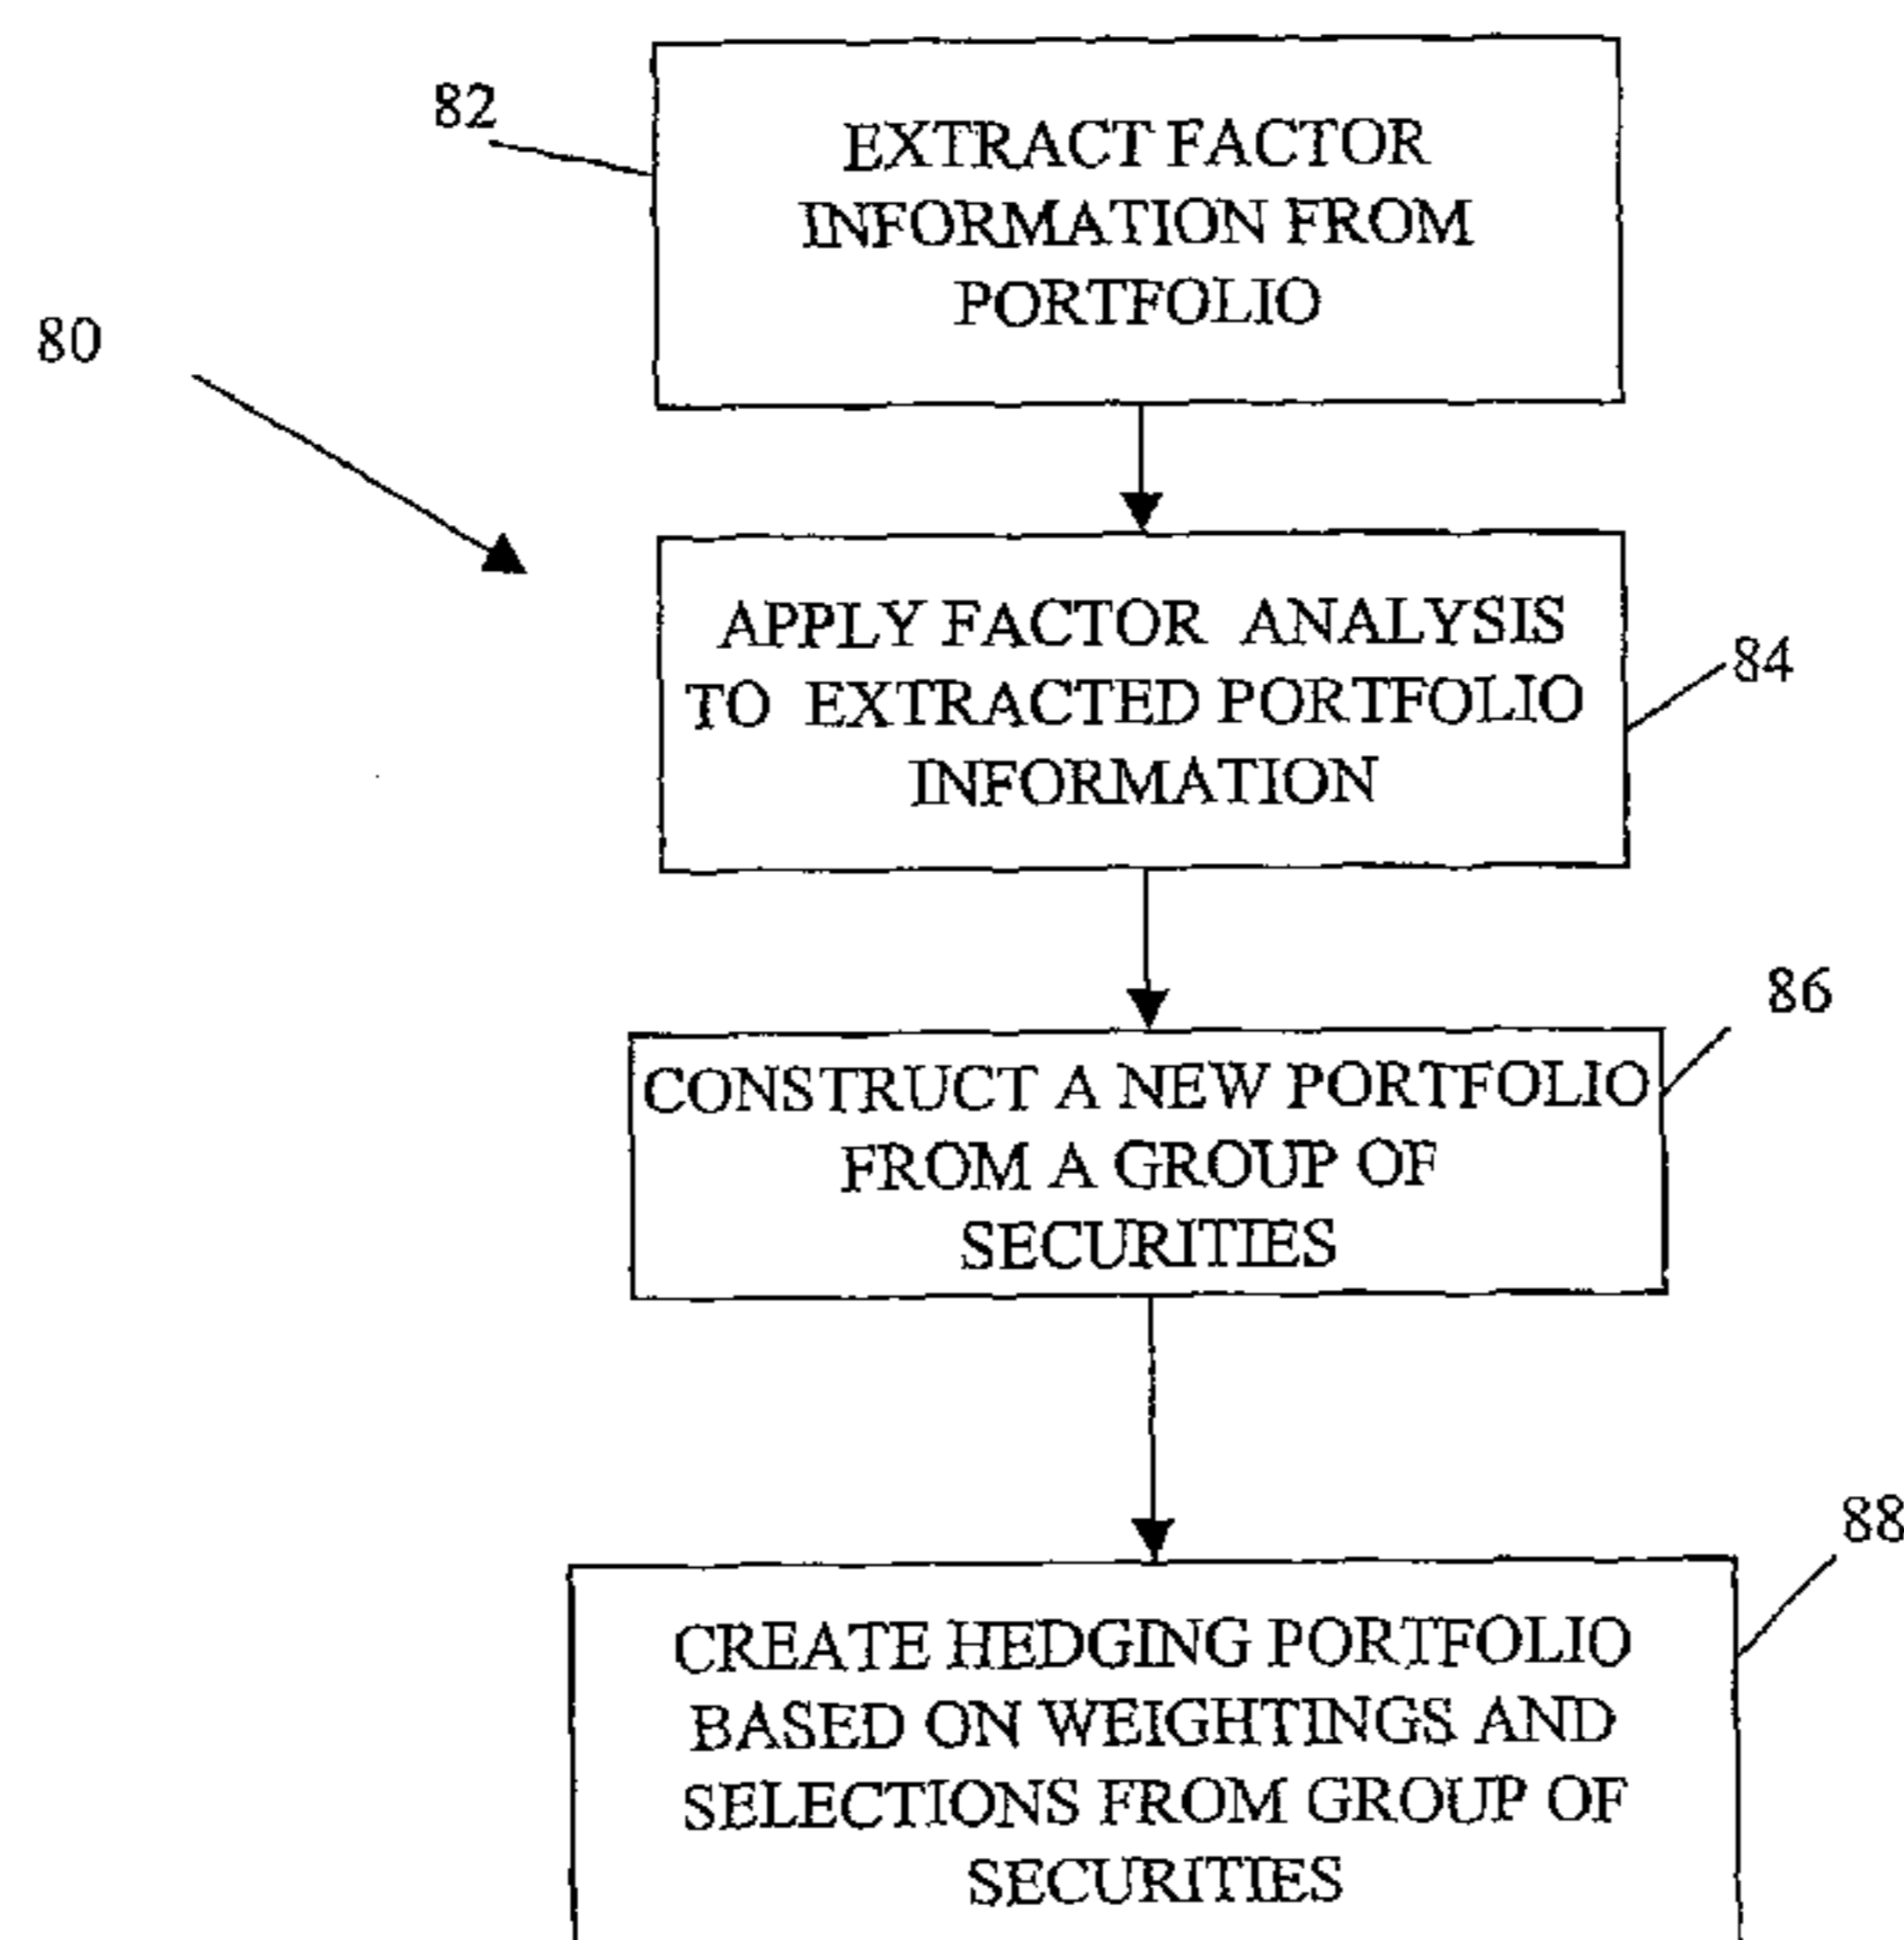 82
EXTRACT FACTOR
INFORMATION FROM
PORTFOLIO
80
APPLY FACTOR ANALYSIS
TO EXTRACTED PORTFOLIO
INFORMATION
84
86
CONSTRUCT A NEW PORTFOLIO
FROM A GROUP OF
SECURITIES
88
CREATE HEDGING PORTFOLIO
BASED ON WEIGHTINGS AND
SELECTIONS FROM GROUP OF
SECURITIES